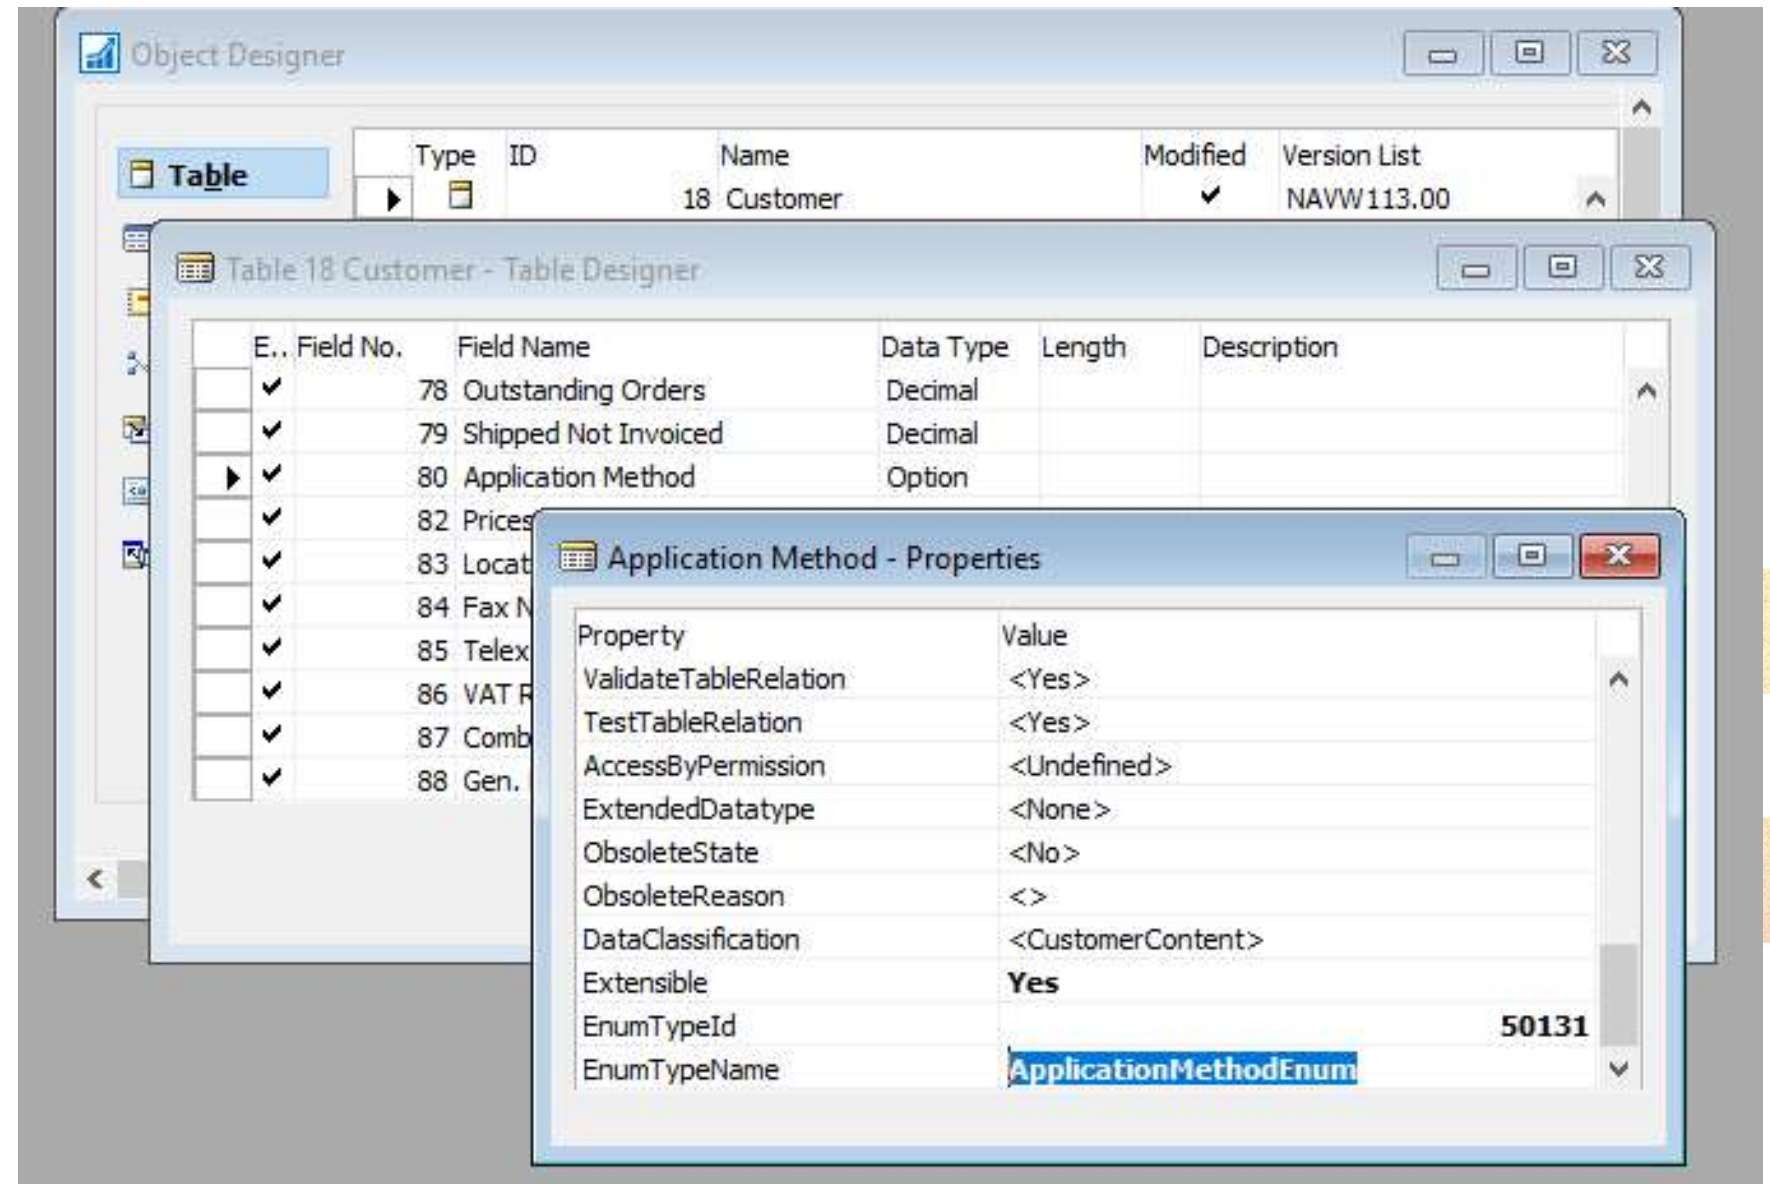 Object Designer
Table
Type ID Name Modified Version List
18 Customer NAVW113.00
Table 18 Customer - Table Designer
E.. Field No. Field Name Data Type Length Description
78 Outstanding Orders Decimal
79 Shipped Not Invoiced Decimal
80 Application Method Option
82 Prices
83 Locat
84 Fax N
85 Telex
86 VAT R
87 Comb
88 Gen.
Application Method - Properties
Property Value
ValidateTableRelation <Yes>
TestTableRelation <Yes>
AccessByPermission <Undefined>
ExtendedDatatype <None>
ObsoleteState <No>
ObsoleteReason <>
DataClassification <CustomerContent>
Extensible Yes
EnumTypeId 50131
EnumTypeName ApplicationMethodEnum